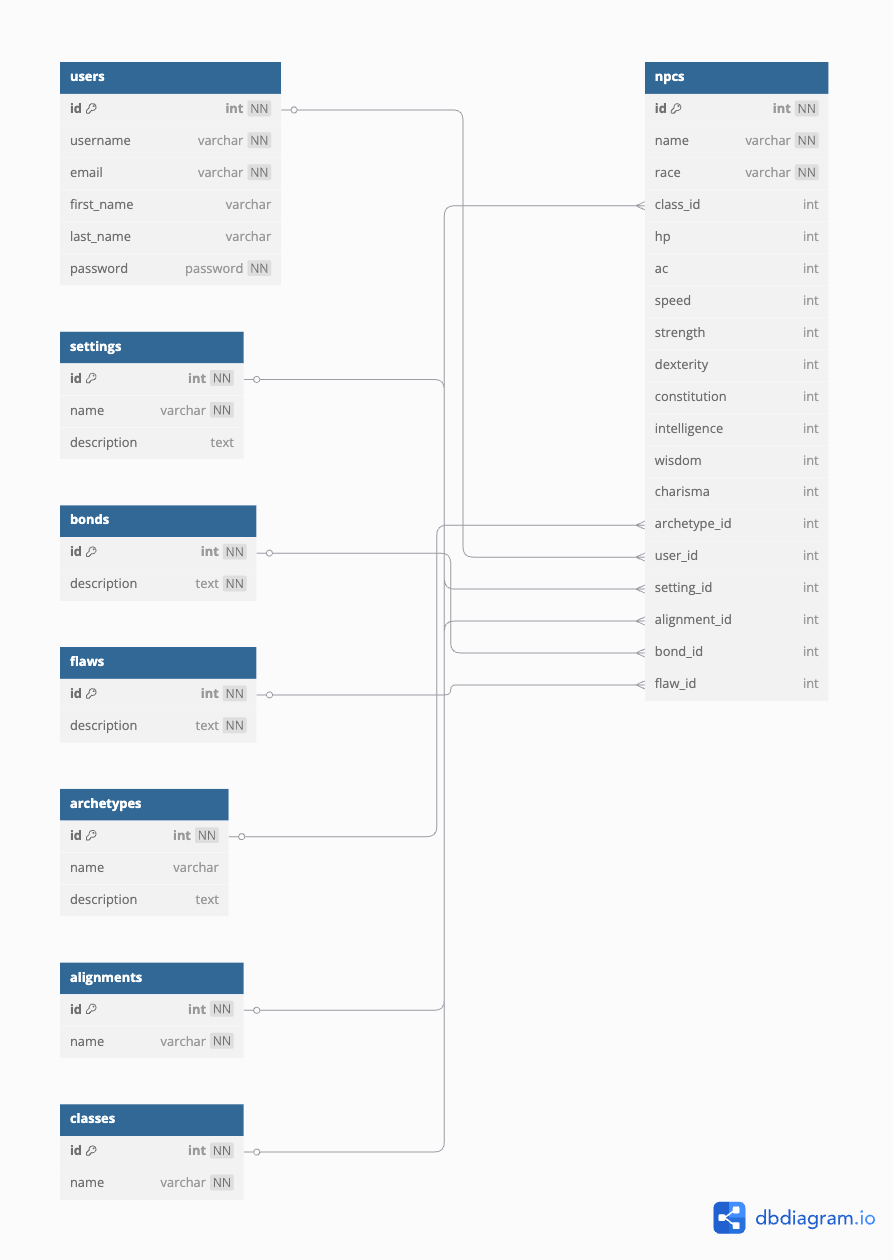 users
id int NN
username varchar NN
email varchar NN
first_name varchar
last_name varchar
password password NN
settings
id int NN
name varchar NN
description text
bonds
id int NN
description text NN
flaws
id int NN
description text NN
archetypes
id int NN
name varchar
description text
alignments
id int NN
name varchar NN
classes
id int NN
name varchar NN
npcs
id int NN
name varchar NN
race varchar NN
class_id int
hp int
ac int
speed int
strength int
dexterity int
constitution int
intelligence int
wisdom int
charisma int
archetype_id int
user_id int
setting_id int
alignment_id int
bond_id int
flaw_id int
dbdiagram.io